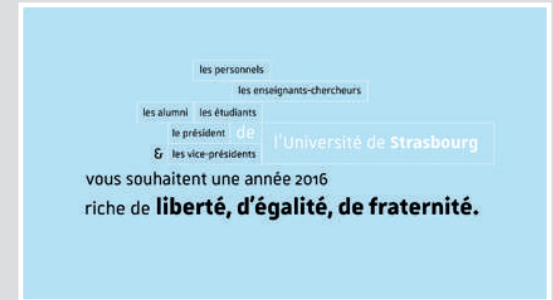 les personnels
les enseignants-chercheurs
les alumni les étudiants
le président de l'Université de Strasbourg
& les vice-présidents
vous souhaitent une année 2016
riche de liberté, d'égalité, de fraternité.